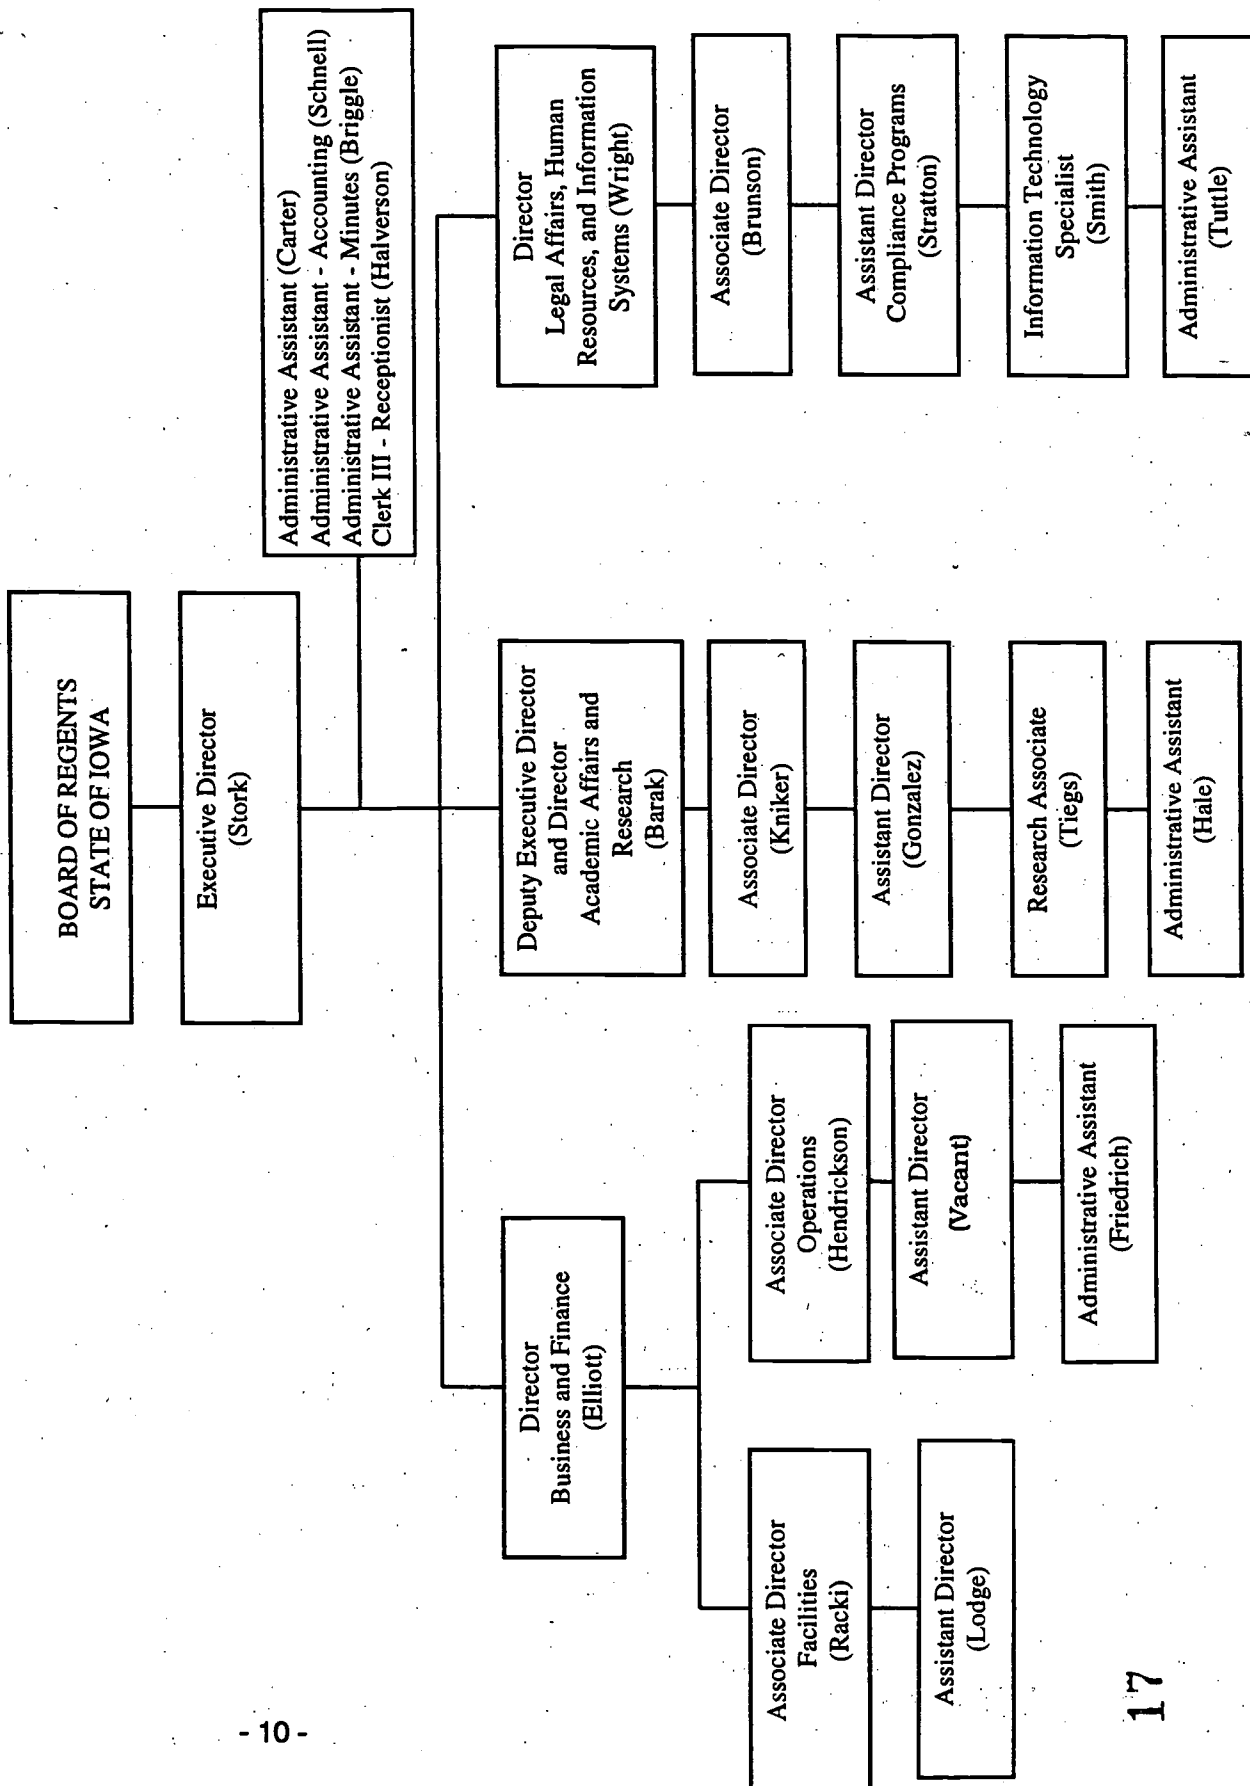 BOARD OF REGENTS
STATE OF IOWA
Executive Director
(Stork)
Administrative Assistant (Carter)
Administrative Assistant - Accounting (Schnell)
Administrative Assistant - Minutes (Briggle)
Clerk III - Receptionist (Halverson)
Director
Business and Finance
(Elliott)
Associate Director
Facilities
(Racki)
Assistant Director
(Lodge)
Associate Director
Operations
(Hendrickson)
Assistant Director
(Vacant)
Administrative Assistant
(Friedrich)
Deputy Executive Director
and Director
Academic Affairs and
Research
(Barak)
Associate Director
(Kniker)
Assistant Director
(Gonzalez)
Research Associate
(Tiegs)
Administrative Assistant
(Hale)
Director
Legal Affairs, Human
Resources, and Information
Systems (Wright)
Associate Director
(Brunson)
Assistant Director
Compliance Programs
(Stratton)
Information Technology
Specialist
(Smith)
Administrative Assistant
(Tuttle)
- 10 -
17